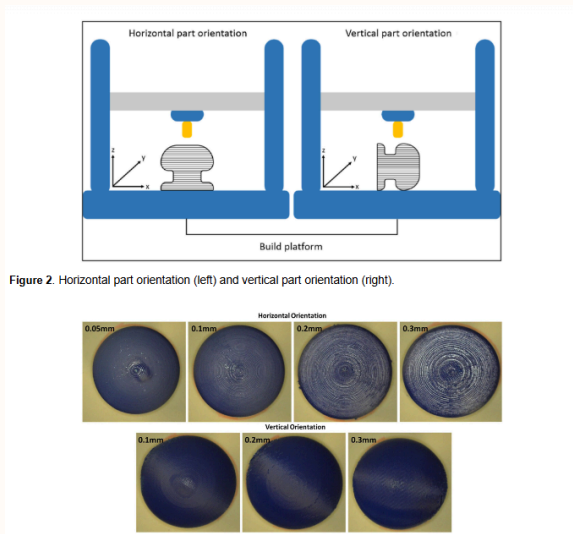 Horizontal part orientation
Vertical part orientation
z
y
x
z
y
x
Build platform
Figure 2. Horizontal part orientation (left) and vertical part orientation (right).
Horizontal Orientation
0.05mm
0.1mm
0.2mm
0.3mm
Vertical Orientation
0.1mm
0.2mm
0.3mm